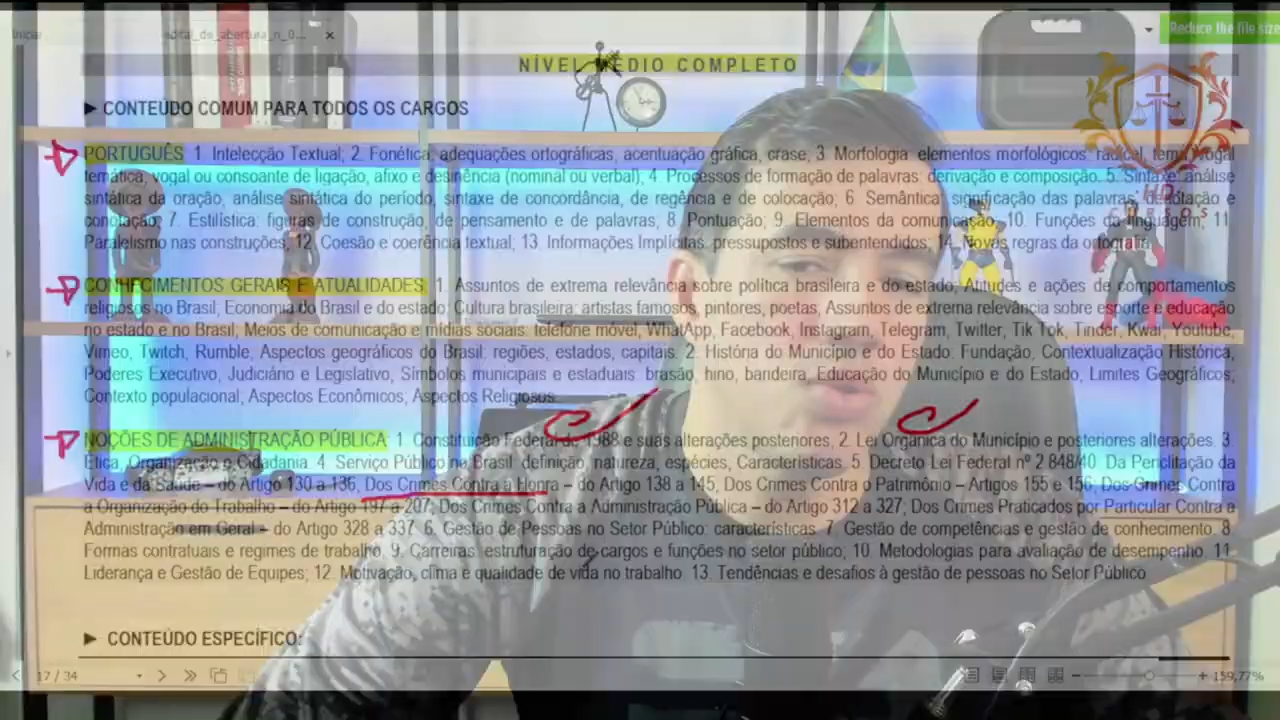 Início
edital_de_abertura_n_0...
Reduce the file size
NÍVEL MÉDIO COMPLETO
► CONTEÚDO COMUM PARA TODOS OS CARGOS
PORTUGUÊS 1. Intelecção Textual; 2. Fonética, adequações ortográficas, acentuação gráfica, crase, 3. Morfologia elementos morfológicos: radical, tema, vogal
temática, vogal ou consoante de ligação, afixo e desinência (nominal ou verbal), 4. Processos de formação de palavras: derivação e composição. 5. Sintaxe análise
sintática da oração, análise sintática do período, sintaxe de concordância, de regência e de colocação; 6. Semântica significação das palavras, denotação e
conotação; 7. Estilística: figuras de construção, de pensamento e de palavras; 8. Pontuação; 9. Elementos da comunicação, 10. Funções da linguagem; 11.
Paralelismo nas construções; 12. Coesão e coerência textual; 13. Informações Implícitas pressupostos e subentendidos; 14. Novas regras da ortografia
CONHECIMENTOS GERAIS E ATUALIDADES 1. Assuntos de extrema relevância sobre política brasileira e do estado, Atitudes e ações de comportamentos
religiosos no Brasil, Economia do Brasil e do estado; Cultura brasileira: artistas famosos, pintores, poetas, Assuntos de extrema relevância sobre esporte e educação
no estado e no Brasil, Meios de comunicação e mídias sociais: telefone móvel, WhatApp, Facebook, Instagram, Telegram, Twitter, Tik Tok, Tinder, Kwai Youtube,
Vimeo, Twitch, Rumble, Aspectos geográficos do Brasil: regiões, estados, capitais. 2. História do Município e do Estado. Fundação, Contextualização Histórica,
Poderes Executivo, Judiciário e Legislativo, Símbolos municipais e estaduais: brasão, hino, bandeira, Educação do Município e do Estado, Limites Geográficos;
Contexto populacional, Aspectos Econômicos, Aspectos Religiosos.
NOÇÕES DE ADMINISTRAÇÃO PÚBLICA: 1. Constituição Federal de 1988 e suas alterações posteriores, 2. Lei Orgânica do Município e posteriores alterações. 3.
Ética, Organização e Cidadania. 4. Serviço Público no Brasil. definição, natureza, espécies, Características. 5. Decreto Lei Federal nº 2.848/40. Da Periclitação da
Vida e da Saúde – do Artigo 130 a 136, Dos Crimes Contra a Honra – do Artigo 138 a 145, Dos Crimes Contra o Patrimônio – Artigos 155 e 156, Dos Crimes Contra
a Organização do Trabalho – do Artigo 197 a 207; Dos Crimes Contra a Administração Pública – do Artigo 312 a 327; Dos Crimes Praticados por Particular Contra a
Administração em Geral – do Artigo 328 a 337. 6. Gestão de Pessoas no Setor Público: características. 7. Gestão de competências e gestão de conhecimento. 8.
Formas contratuais e regimes de trabalho, 9. Carreiras, estruturação de cargos e funções no setor público; 10. Metodologias para avaliação de desempenho. 11.
Liderança e Gestão de Equipes; 12. Motivação, clima e qualidade de vida no trabalho. 13. Tendências e desafios à gestão de pessoas no Setor Público
► CONTEÚDO ESPECÍFICO:
17 / 34
159,77%